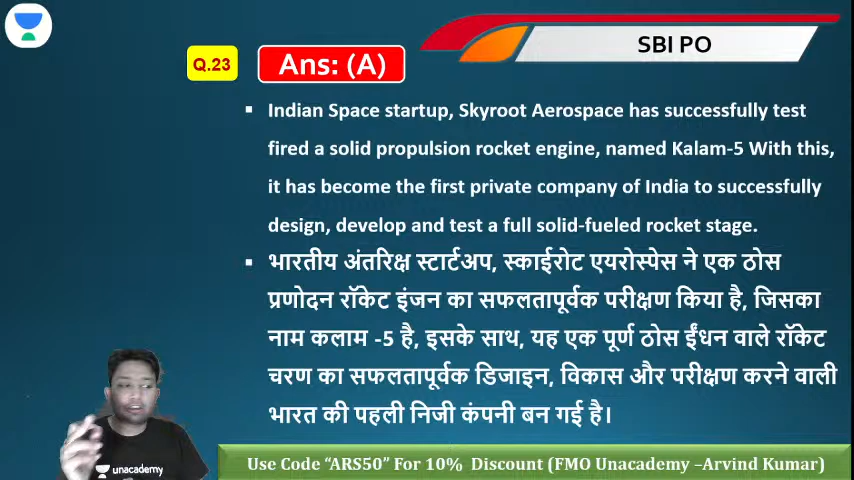 SBI PO
Q.23
Ans: (A)
▪ Indian Space startup, Skyroot Aerospace has successfully test
fired a solid propulsion rocket engine, named Kalam-5 With this,
it has become the first private company of India to successfully
design, develop and test a full solid-fueled rocket stage.
▪ भारतीय अंतरिक्ष स्टार्टअप, स्काईरोट एयरोस्पेस ने एक ठोस
प्रणोदन रॉकेट इंजन का सफलतापूर्वक परीक्षण किया है, जिसका
नाम कलाम -5 है, इसके साथ, यह एक पूर्ण ठोस ईंधन वाले रॉकेट
चरण का सफलतापूर्वक डिजाइन, विकास और परीक्षण करने वाली
भारत की पहली निजी कंपनी बन गई है।
unacademy
Use Code “ARS50” For 10% Discount (FMO Unacademy –Arvind Kumar)